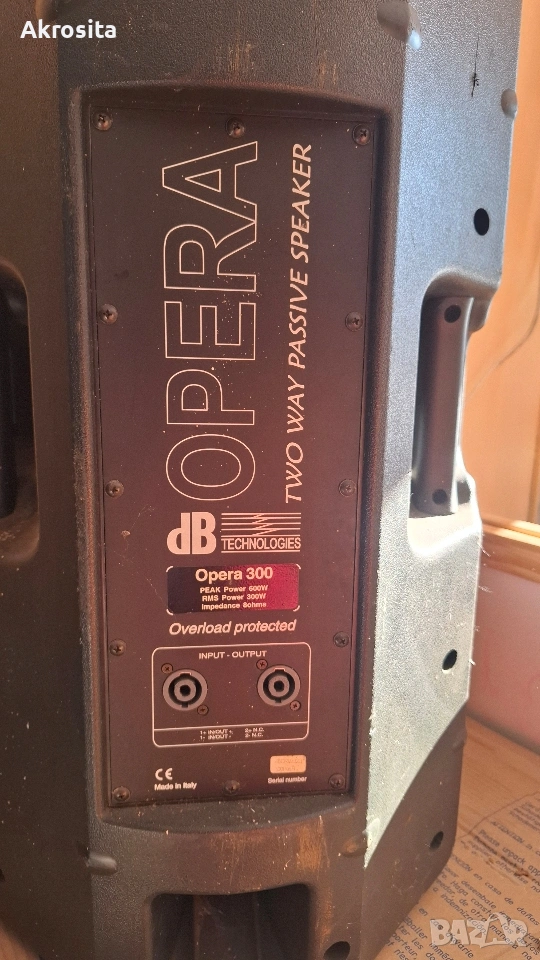 Akrosita
OPERA
TWO WAY PASSIVE SPEAKER
dB
TECHNOLOGIES
Opera 300
PEAK Power 600W
RMS Power 300W
Impedance 8ohms
Overload protected
INPUT - OUTPUT
1+ IN/OUT + 2+ N.C.
1- IN/OUT - 2- N.C.
CE
Made in Italy
Serial number
BAZAR